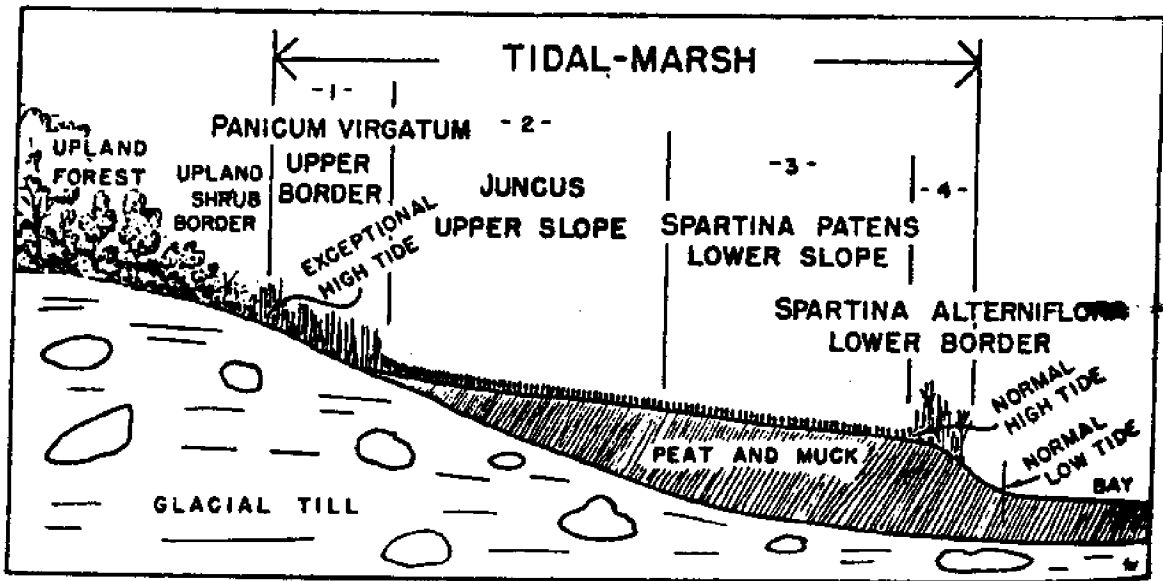 TIDAL-MARSH
-1-
PANICUM VIRGATUM
UPPER
BORDER
-2-
JUNCUS
UPPER SLOPE
-3-
SPARTINA PATENS
LOWER SLOPE
-4-
SPARTINA ALTERNIFLORA
LOWER BORDER
UPLAND
FOREST
UPLAND
SHRUB
BORDER
EXCEPTIONAL
HIGH TIDE
NORMAL
HIGH TIDE
NORMAL
LOW TIDE
PEAT AND MUCK
BAY
GLACIAL TILL